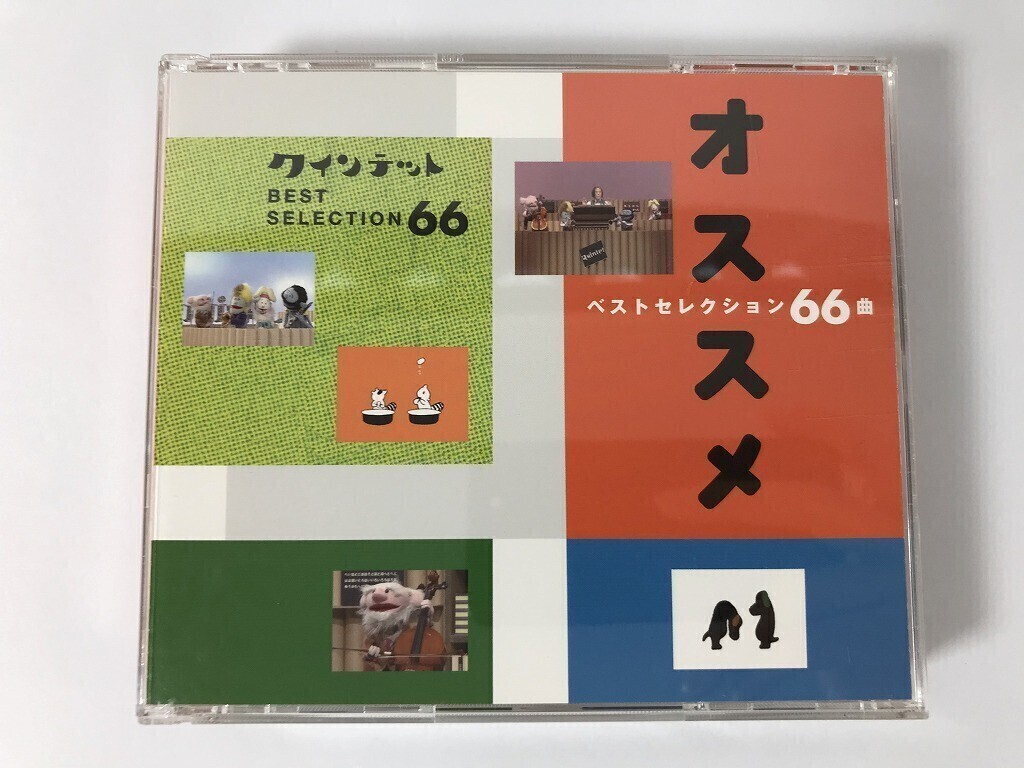 クインテット
BEST
SELECTION 66
オススメ
ベストセレクション66曲
Quintet